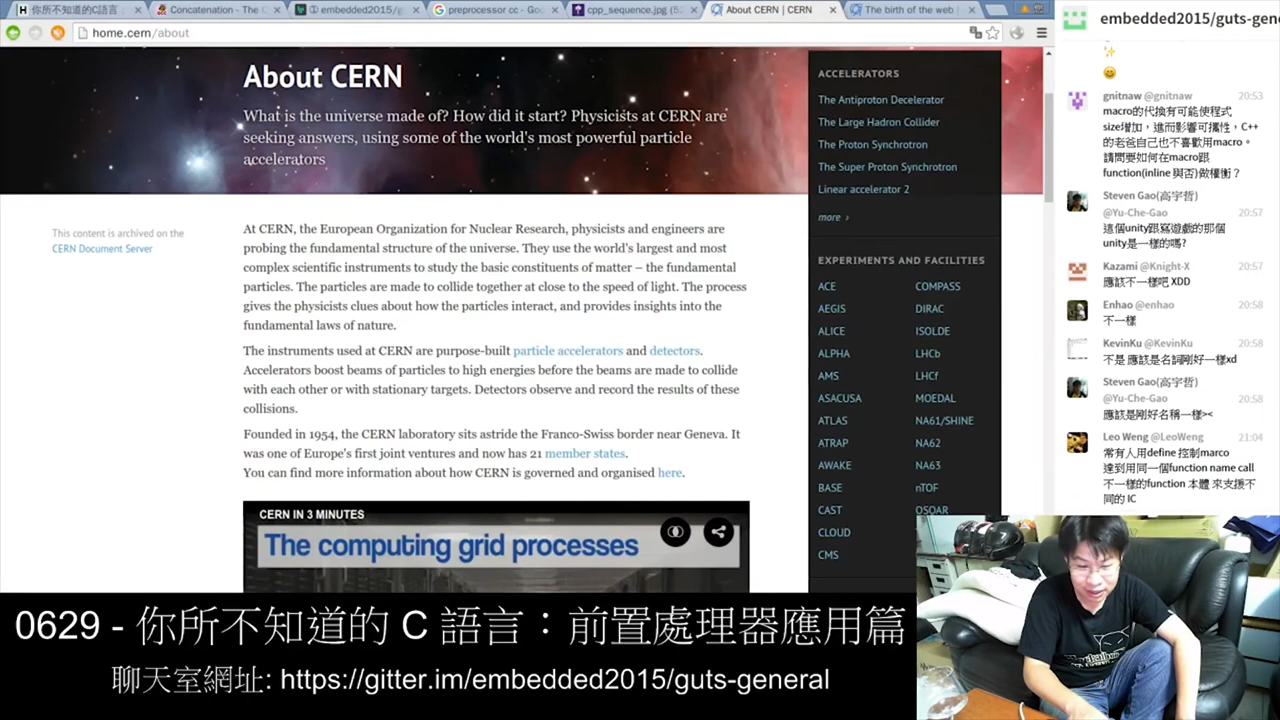 你所不知道的C語言:
Concatenation - The C
① embedded2015/g
preprocessor cc - Goo
cpp_sequence.jpg (52
About CERN | CERN
The birth of the web |
home.cern/about
embedded2015/guts-gene
About CERN
What is the universe made of? How did it start? Physicists at CERN are
seeking answers, using some of the world's most powerful particle
accelerators
This content is archived on the
CERN Document Server
At CERN, the European Organization for Nuclear Research, physicists and engineers are
probing the fundamental structure of the universe. They use the world's largest and most
complex scientific instruments to study the basic constituents of matter – the fundamental
particles. The particles are made to collide together at close to the speed of light. The process
gives the physicists clues about how the particles interact, and provides insights into the
fundamental laws of nature.
The instruments used at CERN are purpose-built particle accelerators and detectors.
Accelerators boost beams of particles to high energies before the beams are made to collide
with each other or with stationary targets. Detectors observe and record the results of these
collisions.
Founded in 1954, the CERN laboratory sits astride the Franco-Swiss border near Geneva. It
was one of Europe's first joint ventures and now has 21 member states.
You can find more information about how CERN is governed and organised here.
CERN IN 3 MINUTES
The computing grid processes
ACCELERATORS
The Antiproton Decelerator
The Large Hadron Collider
The Proton Synchrotron
The Super Proton Synchrotron
Linear accelerator 2
more ›
EXPERIMENTS AND FACILITIES
ACE COMPASS
AEGIS DIRAC
ALICE ISOLDE
ALPHA LHCb
AMS LHCf
ASACUSA MOEDAL
ATLAS NA61/SHINE
ATRAP NA62
AWAKE NA63
BASE nTOF
CAST OSQAR
CLOUD
CMS
gnitnaw @gnitnaw 20:53
macro的代換有可能使程式
size增加,進而影響可攜性,C++
的老爸自己也不喜歡用macro。
請問要如何在macro跟
function(inline 與否)做權衡?
Steven Gao(高宇哲)
@Yu-Che-Gao 20:57
這個unity跟寫遊戲的那個
unity是一樣的嗎?
Kazami @Knight-X 20:57
應該不一樣吧 XDD
Enhao @enhao 20:58
不一樣
KevinKu @KevinKu 20:58
不是 應該是名詞剛好一樣xd
Steven Gao(高宇哲)
@Yu-Che-Gao 20:58
應該是剛好名稱一樣><
Leo Weng @LeoWeng 21:04
常有人用define 控制marco
達到用同一個function name call
不一樣的function 本體 來支援不
同的 IC
0629 - 你所不知道的 C 語言：前置處理器應用篇
聊天室網址: https://gitter.im/embedded2015/guts-general